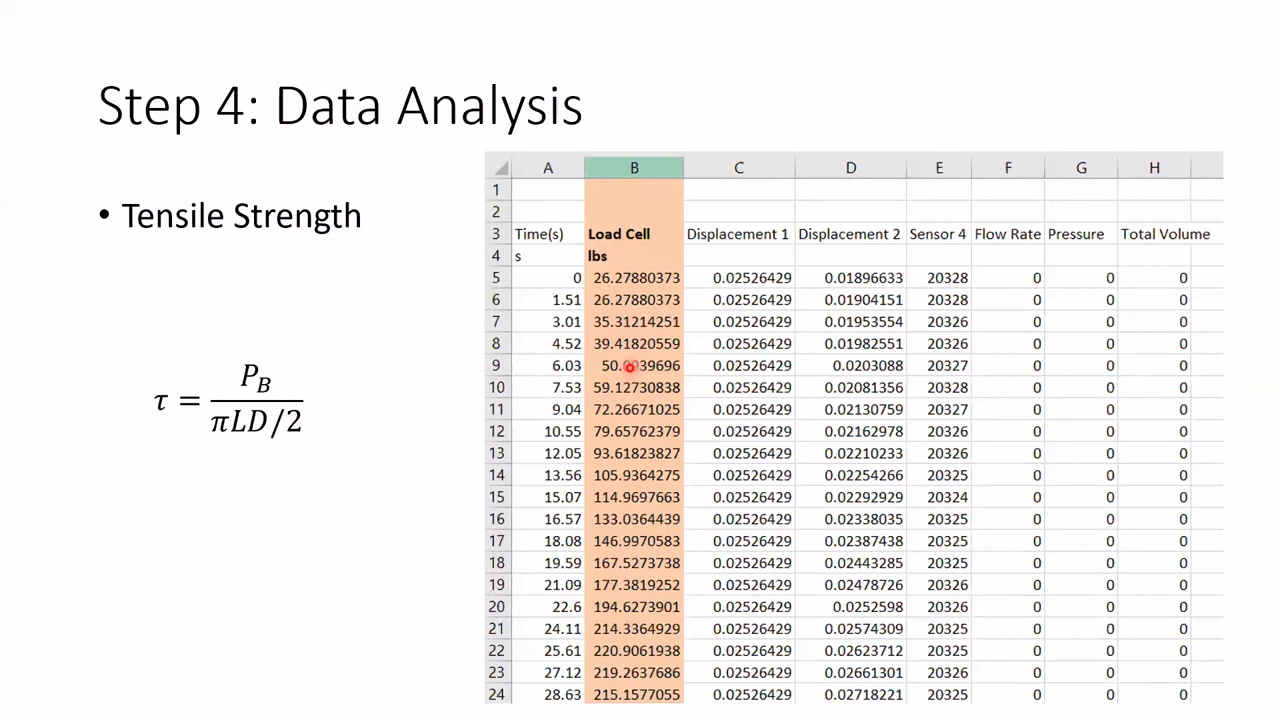 Step 4: Data Analysis
• Tensile Strength
τ = P_B / πLD/2
A B C D E F G H
1
2
3 Time(s) Load Cell Displacement 1 Displacement 2 Sensor 4 Flow Rate Pressure Total Volume
4 s lbs
5 0 26.27880373 0.02526429 0.01896633 20328 0 0 0
6 1.51 26.27880373 0.02526429 0.01904151 20328 0 0 0
7 3.01 35.31214251 0.02526429 0.01953554 20326 0 0 0
8 4.52 39.41820559 0.02526429 0.01982551 20326 0 0 0
9 6.03 0.02526429 0.0203088 20327 0 0 0
10 7.53 59.12730838 0.02526429 0.02081356 20328 0 0 0
11 9.04 72.26671025 0.02526429 0.02130759 20327 0 0 0
12 10.55 79.65762379 0.02526429 0.02162978 20326 0 0 0
13 12.05 93.61823827 0.02526429 0.02210233 20326 0 0 0
14 13.56 105.9364275 0.02526429 0.02254266 20325 0 0 0
15 15.07 114.9697663 0.02526429 0.02292929 20324 0 0 0
16 16.57 133.0364439 0.02526429 0.02338035 20325 0 0 0
17 18.08 146.9970583 0.02526429 0.02387438 20325 0 0 0
18 19.59 167.5273738 0.02526429 0.02443285 20325 0 0 0
19 21.09 177.3819252 0.02526429 0.02478726 20326 0 0 0
20 22.6 194.6273901 0.02526429 0.0252598 20326 0 0 0
21 24.11 214.3364929 0.02526429 0.02574309 20325 0 0 0
22 25.61 220.9061938 0.02526429 0.02623712 20325 0 0 0
23 27.12 219.2637686 0.02526429 0.02661301 20326 0 0 0
24 28.63 215.1577055 0.02526429 0.02718221 20325 0 0 0